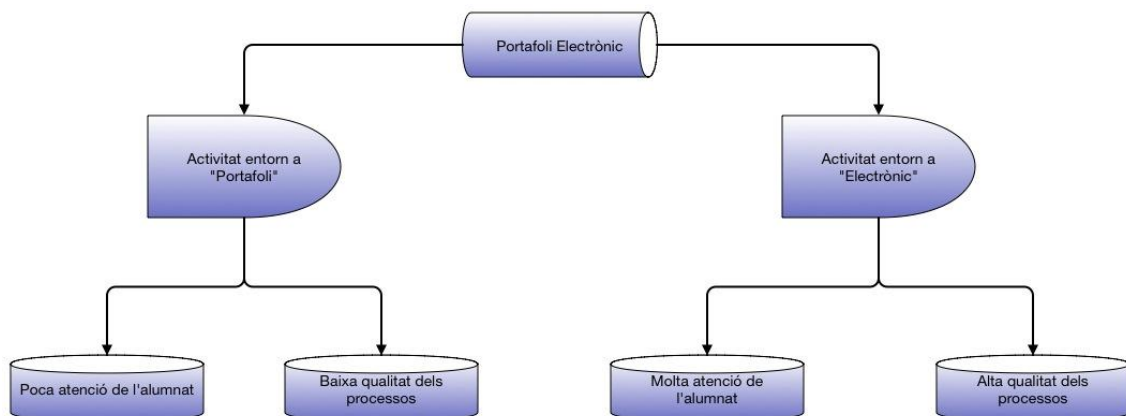 Portafoli Electrònic
Activitat entorn a
"Portafoli"
Activitat entorn a
"Electrònic"
Poca atenció de l'alumnat
Baixa qualitat dels
processos
Molta atenció de
l'alumnat
Alta qualitat dels
processos